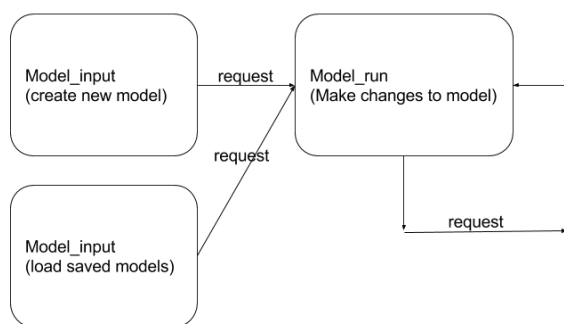 Model_input
(create new model)
request
Model_run
(Make changes to model)
request
Model_input
(load saved models)
request